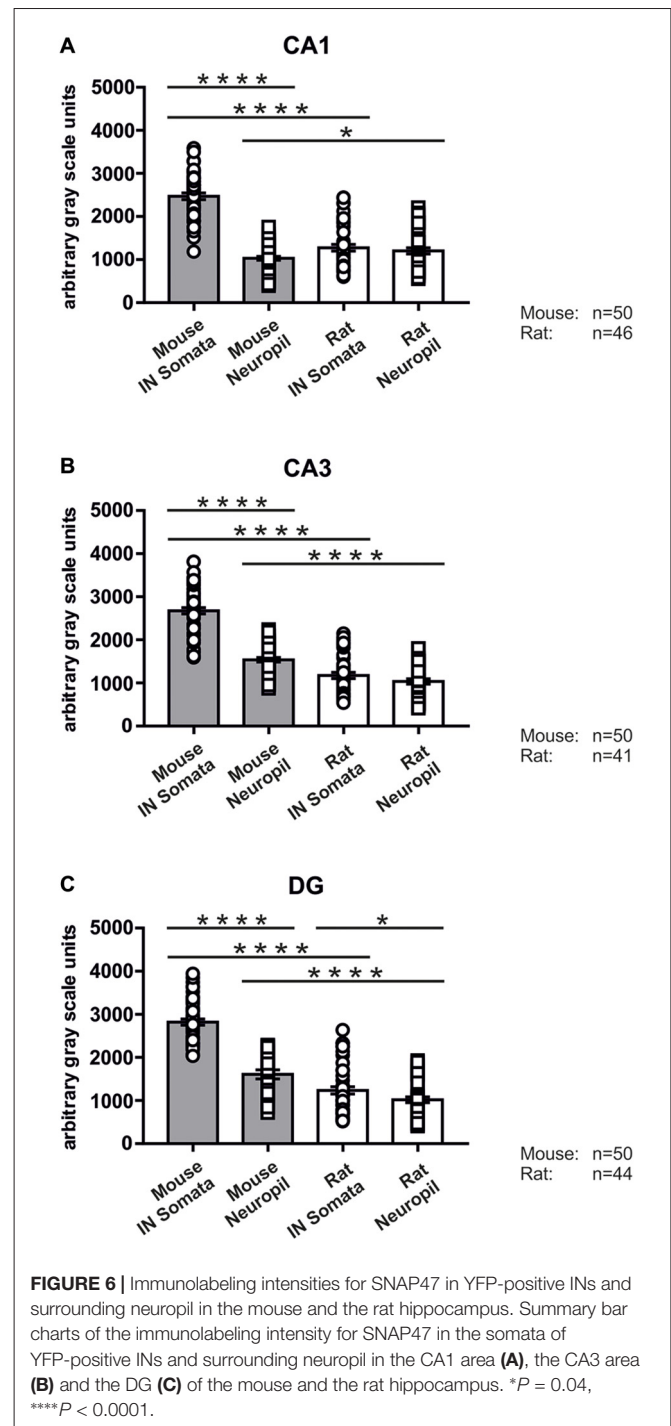 A
CA1
* * * *
* * * *
*
arbitrary gray scale units
5000
4000
3000
2000
1000
0
Mouse
IN Somata
Mouse
Neuropil
Rat
IN Somata
Rat
Neuropil
Mouse: n=50
Rat: n=46
B
CA3
* * * *
* * * *
* * * *
arbitrary gray scale units
5000
4000
3000
2000
1000
0
Mouse
IN Somata
Mouse
Neuropil
Rat
IN Somata
Rat
Neuropil
Mouse: n=50
Rat: n=41
C
DG
* * * * *
* * * *
* * * *
arbitrary gray scale units
5000
4000
3000
2000
1000
0
Mouse
IN Somata
Mouse
Neuropil
Rat
IN Somata
Rat
Neuropil
Mouse: n=50
Rat: n=44
FIGURE 6 | Immunolabeling intensities for SNAP47 in YFP-positive INs and
surrounding neuropil in the mouse and the rat hippocampus. Summary bar
charts of the immunolabeling intensity for SNAP47 in the somata of
YFP-positive INs and surrounding neuropil in the CA1 area (A), the CA3 area
(B) and the DG (C) of the mouse and the rat hippocampus. *P = 0.04,
****P < 0.0001.